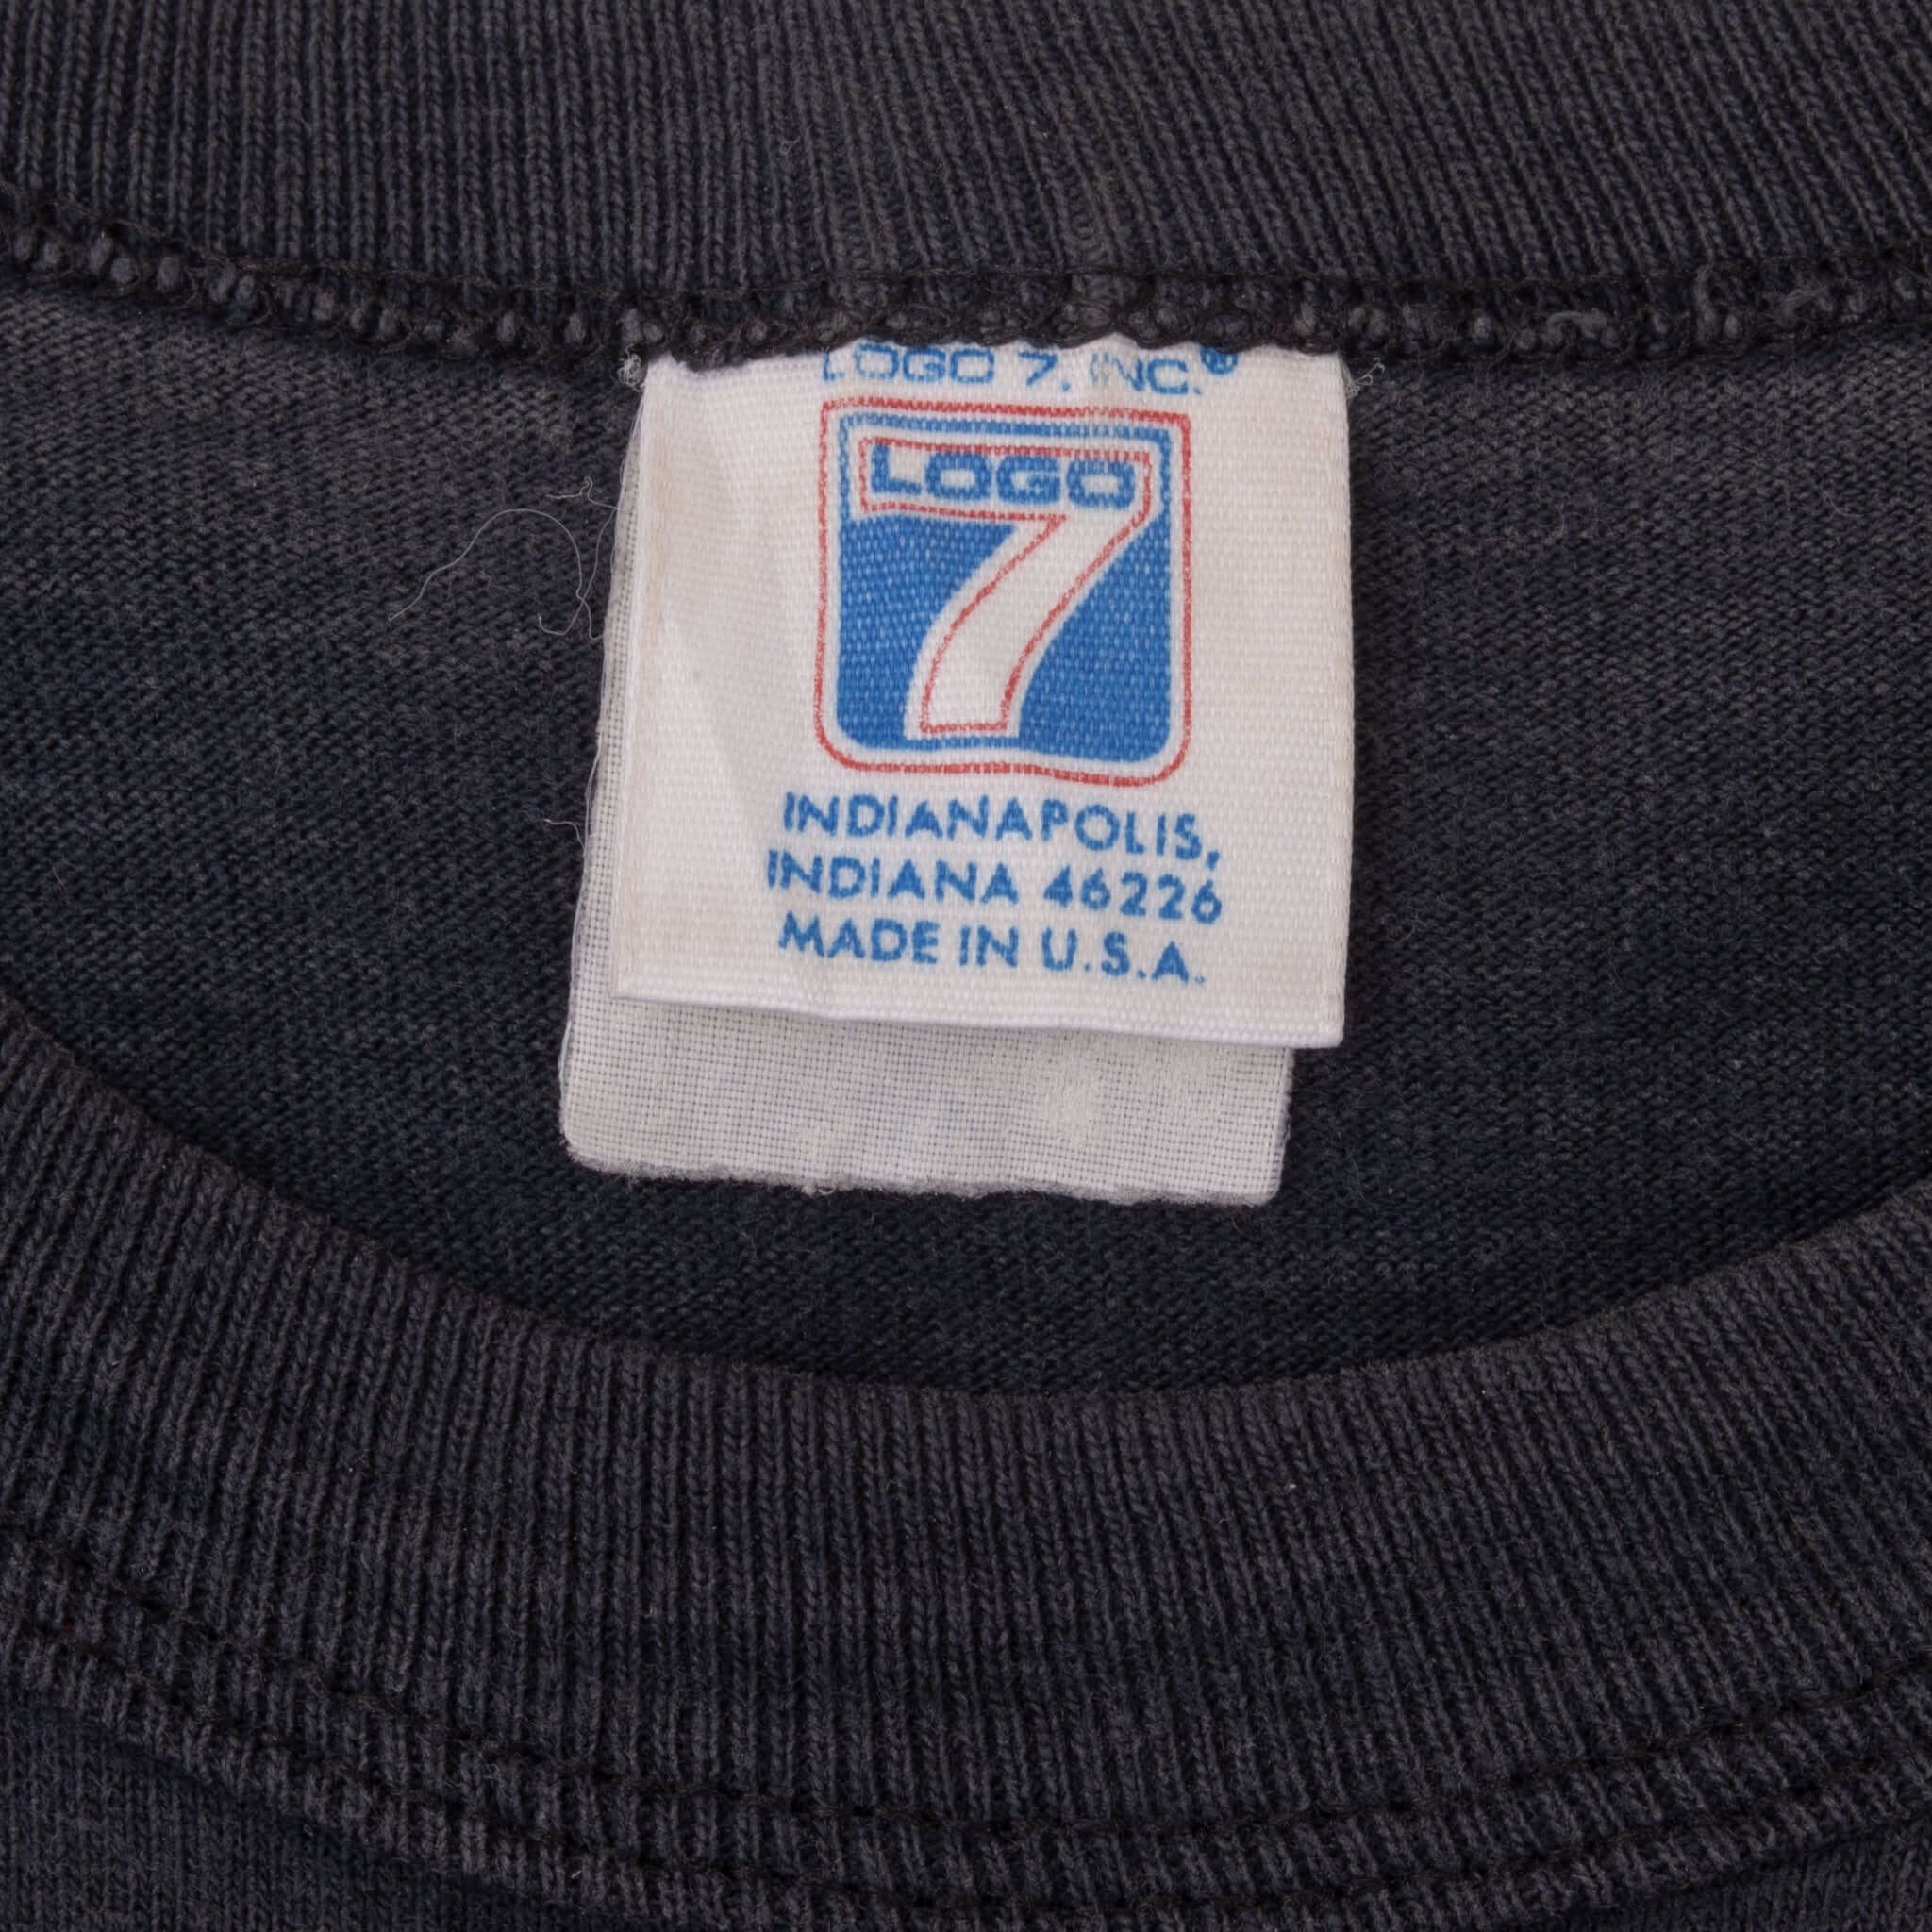 LOGO 7, INC.®
LOGO
7
INDIANAPOLIS,
INDIANA 46226
MADE IN U.S.A.